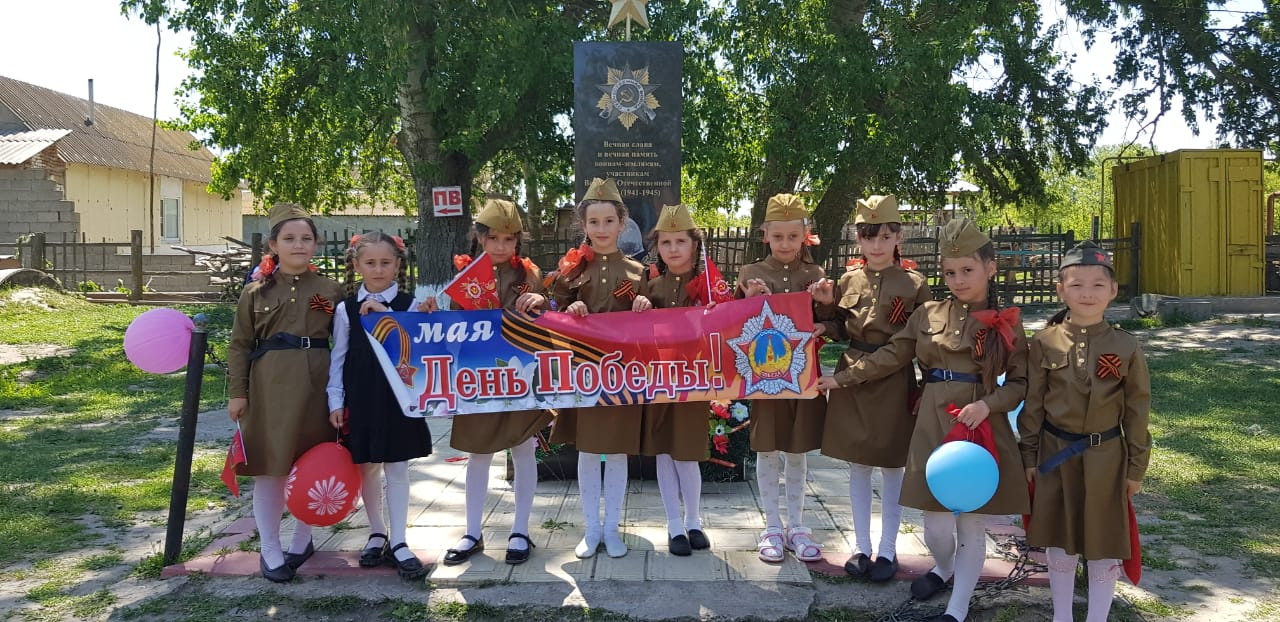 Вечная слава
и вечная память
воинам-землякам,
участникам
Отечественной
(1941-1945)
ПВ
мая
День Победы!